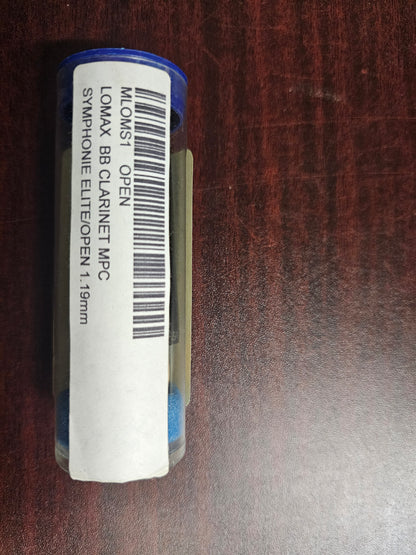 MLOMS1 OPEN
LOMAX BB CLARINET MPC
SYMPHONIE ELITE/OPEN 1.19mm